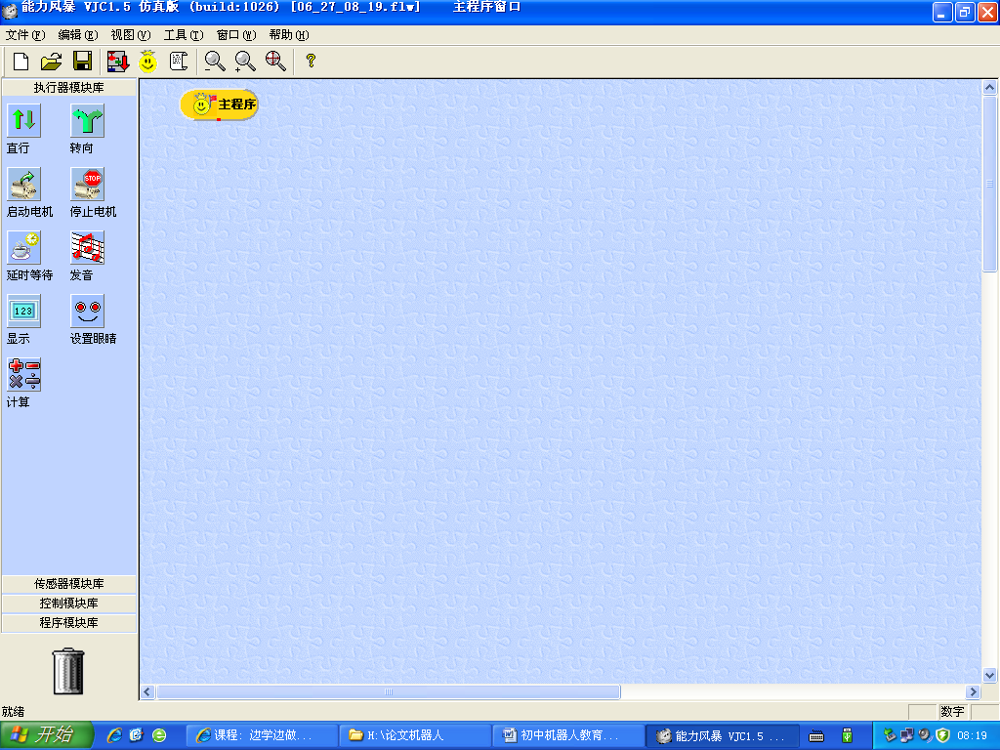 能力风暴 VJC1.5 仿真版 (build:1026) [06_27_08_19.flw] 主程序窗口
文件(F) 编辑(E) 视图(V) 工具(T) 窗口(W) 帮助(H)
执行器模块库
主程序
直行 转向
STOP
启动电机 停止电机
延时等待 发音
123
显示 设置眼睛
计算
传感器模块库
控制模块库
程序模块库
就绪 数字
开始 课程: 边学边做... H:\论文机器人 初中机器人教育... 能力风暴 VJC1.5 ... 08:19